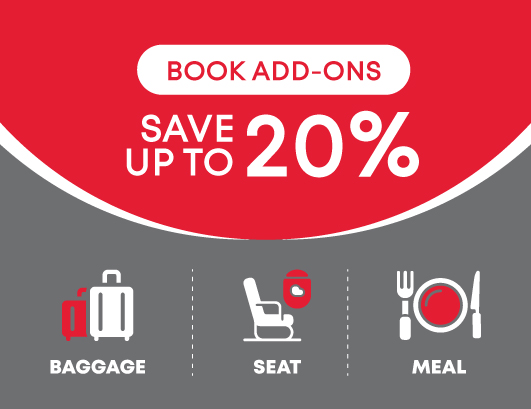 BOOK ADD-ONS
SAVE
UP TO 20%
BAGGAGE
SEAT
MEAL